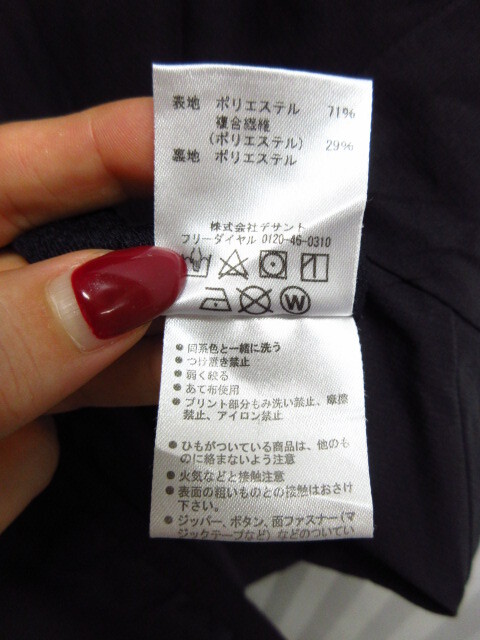 表地 ポリエステル 71%
複合繊維
(ポリエステル) 29%
裏地 ポリエステル
株式会社デサント
フリーダイヤル 0120-46-0310
W
●同系色と一緒に洗う
●つけ置き禁止
●弱く絞る
●あて布使用
●プリント部分もみ洗い禁止、摩擦
禁止、アイロン禁止
●ひもがついている商品は、他のも
のに絡まないよう注意
●火気などと接触注意
●表面の粗いものとの接触はおさけ
下さい。
●ジッパー、ボタン、面ファスナー(マ
ジックテープなど)などのついてい